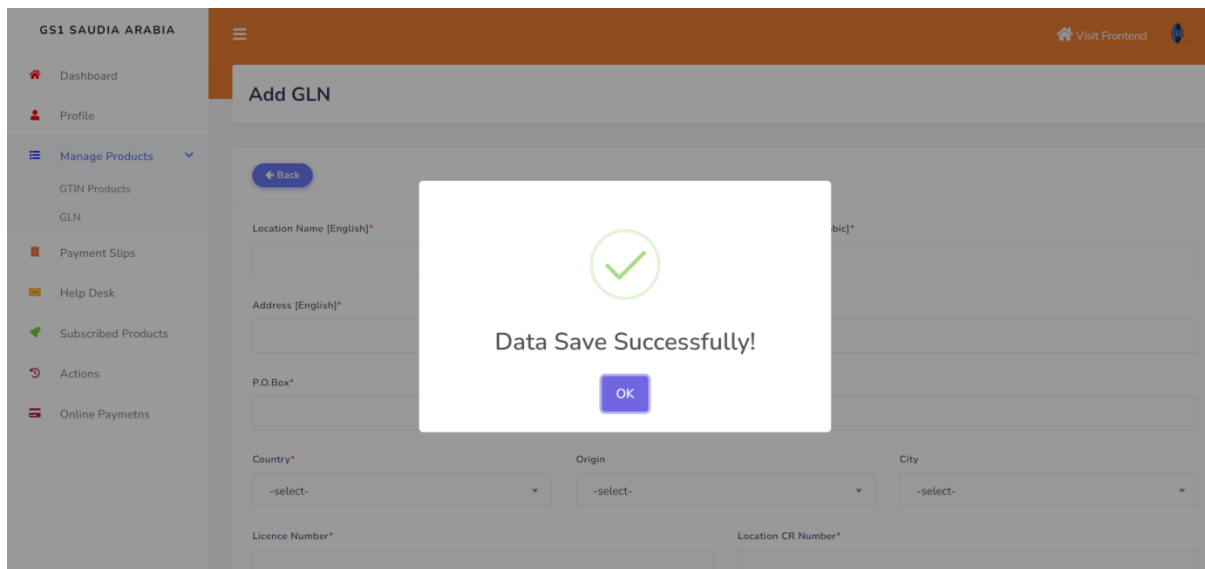 GS1 SAUDIA ARABIA
Visit Frontend
Dashboard
Profile
Manage Products
GTIN Products
GLN
Payment Slips
Help Desk
Subscribed Products
Actions
Online Paymetns
Add GLN
Back
Location Name [English]*
Address [English]*
P.O.Box*
Data Save Successfully!
OK
Country*
Origin
City
-select-
-select-
-select-
Licence Number*
Location CR Number*